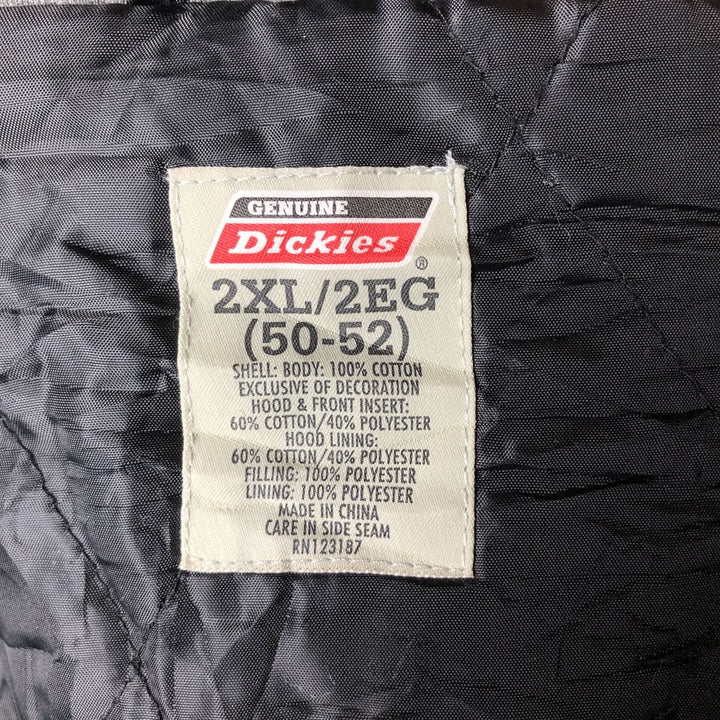 GENUINE
Dickies
®
2XL/2EG
(50-52)
SHELL: BODY: 100% COTTON
EXCLUSIVE OF DECORATION
HOOD & FRONT INSERT:
60% COTTON/40% POLYESTER
HOOD LINING:
60% COTTON/40% POLYESTER
FILLING: 100% POLYESTER
LINING: 100% POLYESTER
MADE IN CHINA
CARE IN SIDE SEAM
RN123187